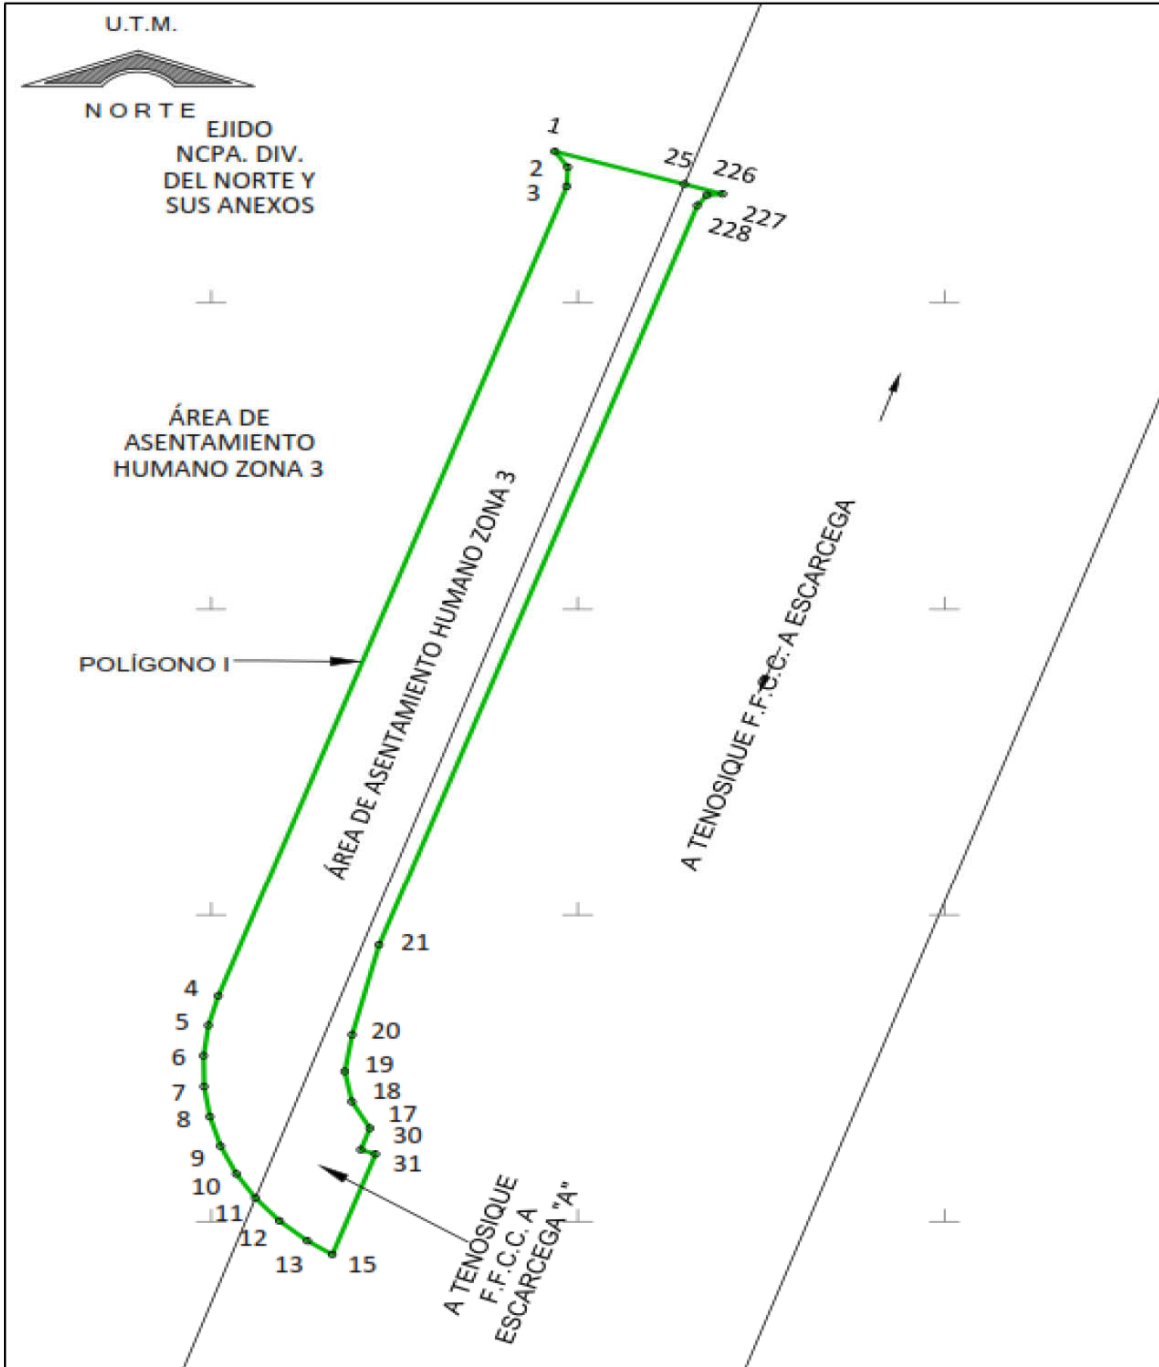 U.T.M.
NORTE
EJIDO
NCPA. DIV.
DEL NORTE Y
SUS ANEXOS
1
2
3
25
226
227
228
ÁREA DE
ASENTAMIENTO
HUMANO ZONA 3
ÁREA DE ASENTAMIENTO HUMANO ZONA 3
A TENOSIQUE F.F.C.C. A ESCARCEGA
POLÍGONO I
21
4
5
20
6
19
7
18
8
17
30
9
31
10
11
12
13
15
A TENOSIQUE
F.F.C.C. A
ESCARCEGA "A"